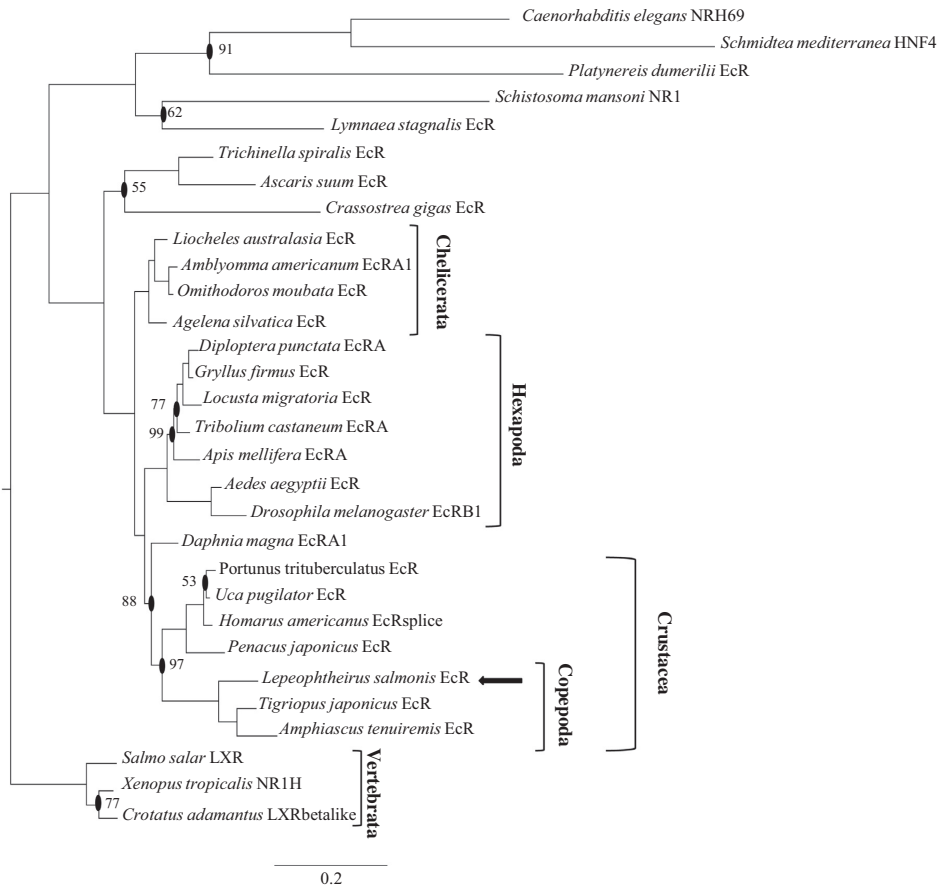 Caenorhabditis elegans NRH69
Schmidtea mediterranea HNF4
91
Platynereis dumerilii EcR
Schistosoma mansoni NR1
62
Lymnaea stagnalis EcR
Trichinella spiralis EcR
Ascaris suum EcR
55
Crassostrea gigas EcR
Liocheles australasia EcR
Amblyomma americanum EcRA1
Omithodoros moubata EcR
Agelena silvatica EcR
Chelicerata
Diploptera punctata EcRA
Gryllus firmus EcR
Locusta migratoria EcR
77
Tribolium castaneum EcRA
99
Apis mellifera EcRA
Aedes aegyptii EcR
Drosophila melanogaster EcRB1
Hexapoda
Daphnia magna EcRA1
Portunus trituberculatus EcR
53
Uca pugilator EcR
88
Homarus americanus EcRsplice
Penacus japonicus EcR
97
Lepeophtheirus salmonis EcR
Tigriopus japonicus EcR
Amphiascus tenuiremis EcR
Copepoda
Crustacea
Salmo salar LXR
Xenopus tropicalis NR1H
77
Crotatus adamantus LXRbetalike
Vertebrata
0.2